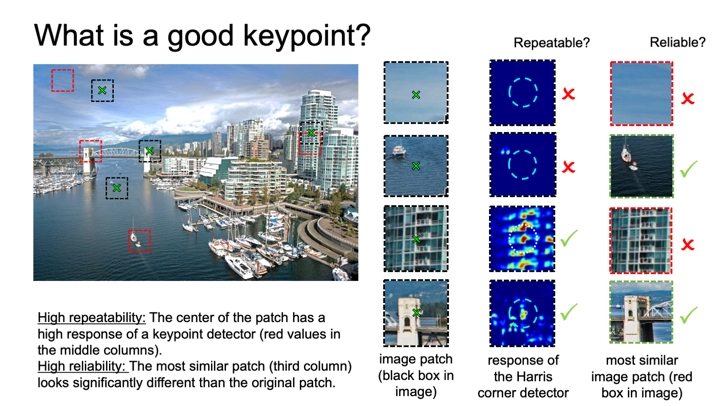 What is a good keypoint?
Repeatable?
Reliable?
High repeatability: The center of the patch has a
high response of a keypoint detector (red values in
the middle columns).
High reliability: The most similar patch (third column)
looks significantly different than the original patch.
image patch
(black box in
image)
response of
the Harris
corner detector
most similar
image patch (red
box in image)